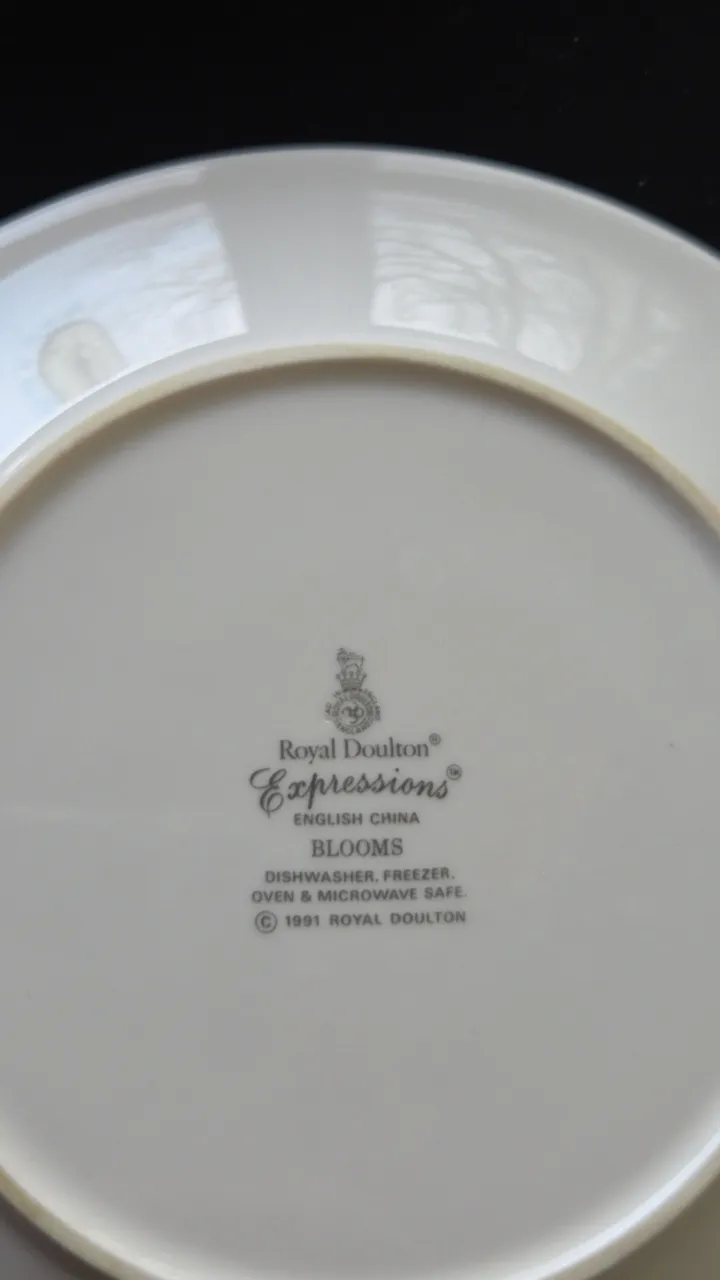 Royal Doulton®
Expressions™
ENGLISH CHINA
BLOOMS
DISHWASHER, FREEZER,
OVEN & MICROWAVE SAFE.
© 1991 ROYAL DOULTON